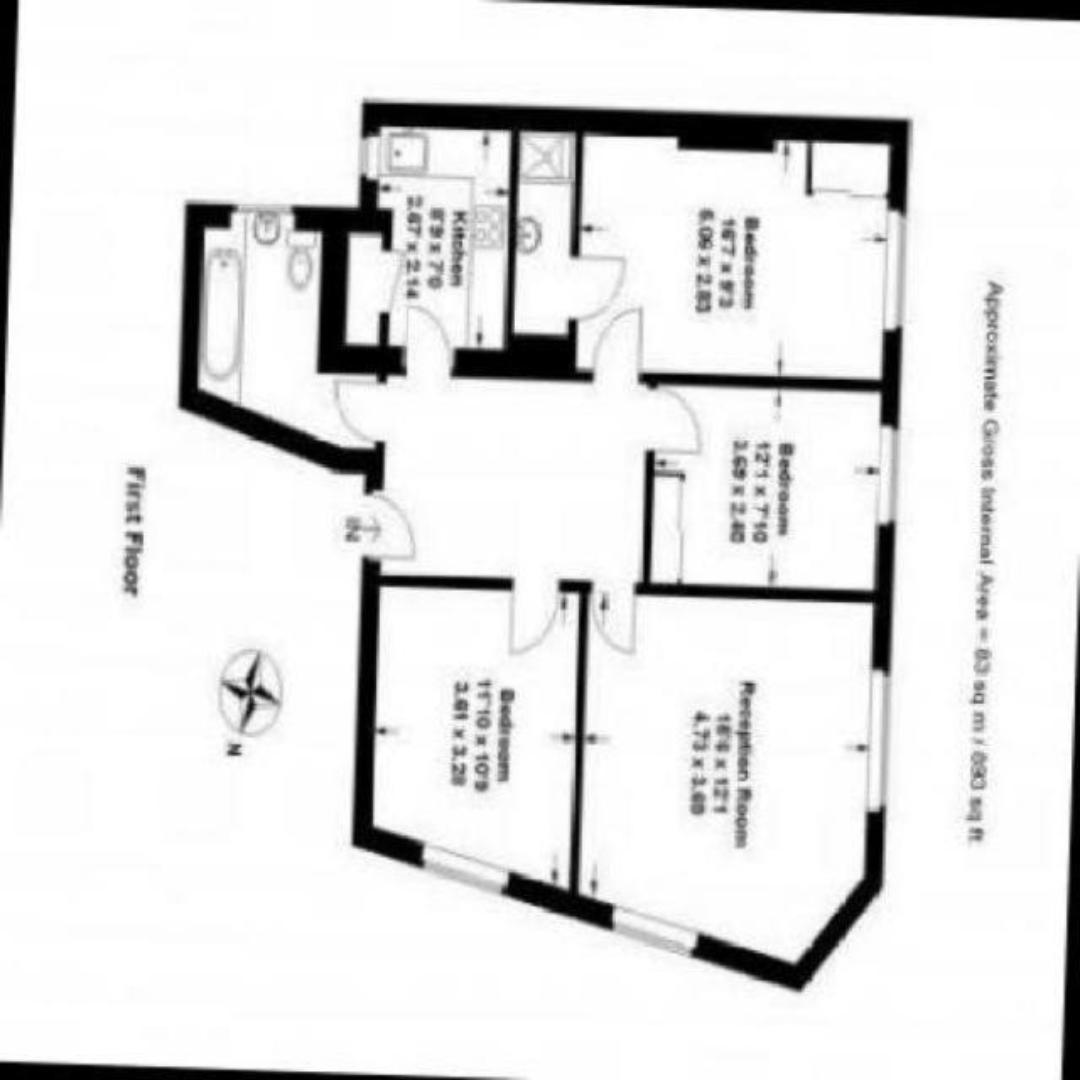 Approximate Gross Internal Area = 83 sq m / 893 sq ft
Bedroom
16'7 x 9'3
5.06 x 2.83
Kitchen
8'9 x 7'0
2.67 x 2.14
Bedroom
12'1 x 7'10
3.69 x 2.40
Reception Room
15'6 x 12'1
4.73 x 3.69
Bedroom
11'10 x 10'9
3.61 x 3.28
IN
N
First Floor